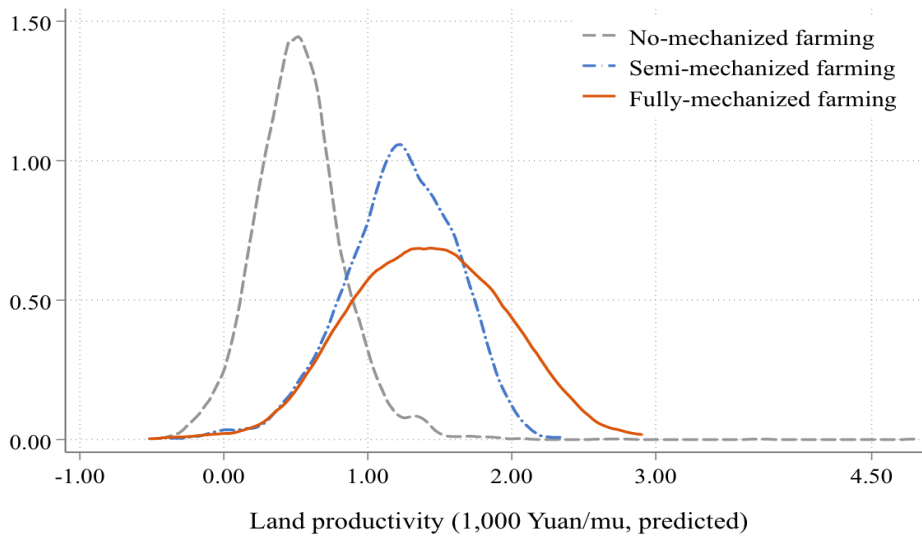 1.50
1.00
0.50
0.00
No-mechanized farming
Semi-mechanized farming
Fully-mechanized farming
-1.00 0.00 1.00 2.00 3.00 4.50
Land productivity (1,000 Yuan/mu, predicted)